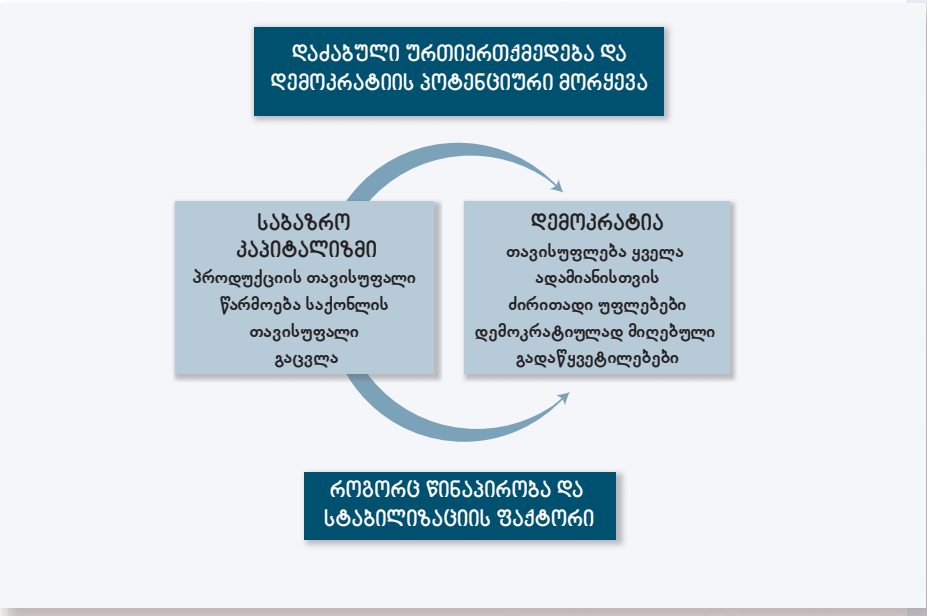 დაძაბული ურთიერთქმედება და
დემოკრატიის პოტენციური მორყევა
საბაზრო
კაპიტალიზმი
პროდუქციის თავისუფალი
წარმოება საქონლის
თავისუფალი
გაცვლა
დემოკრატია
თავისუფლება ყველა
ადამიანისთვის
ძირითადი უფლებები
დემოკრატიულად მიღებული
გადაწყვეტილებები
როგორც წინაპირობა და
სტაბილიზაციის ფაქტორი